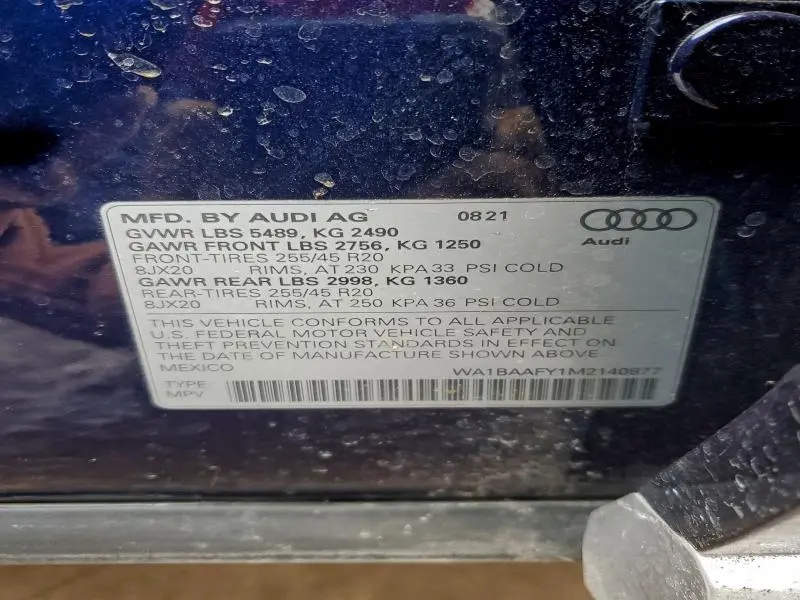 MFD. BY AUDI AG 08 21
GVWR LBS 5489, KG 2490
GAWR FRONT LBS 2756, KG 1250
Audi
FRONT-TIRES 255/45 R20
8JX20 RIMS, AT 230 KPA 33 PSI COLD
GAWR REAR LBS 2998, KG 1360
REAR-TIRES 255/45 R20
8JX20 RIMS, AT 250 KPA 36 PSI COLD
THIS VEHICLE CONFORMS TO ALL APPLICABLE
U.S. FEDERAL MOTOR VEHICLE SAFETY AND
THEFT PREVENTION STANDARDS IN EFFECT ON
THE DATE OF MANUFACTURE SHOWN ABOVE
MEXICO WA1BAAFY1M2140877
TYPE:
MPV